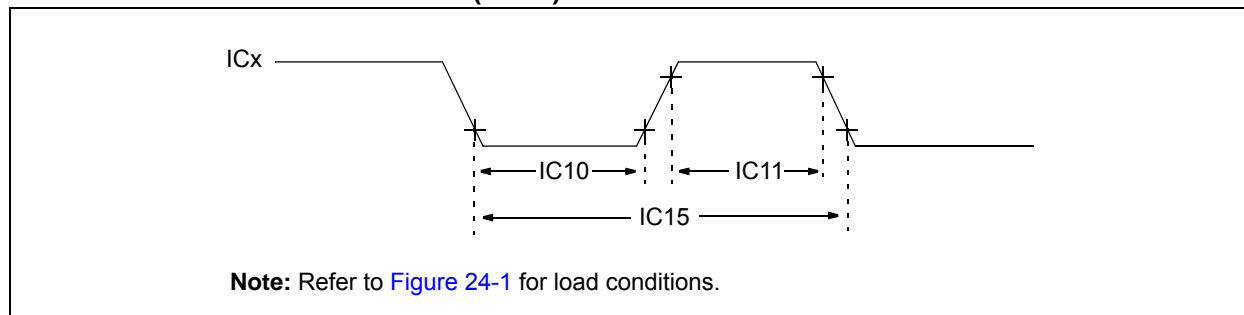 ICx
IC10
IC11
IC15
Note: Refer to Figure 24-1 for load conditions.